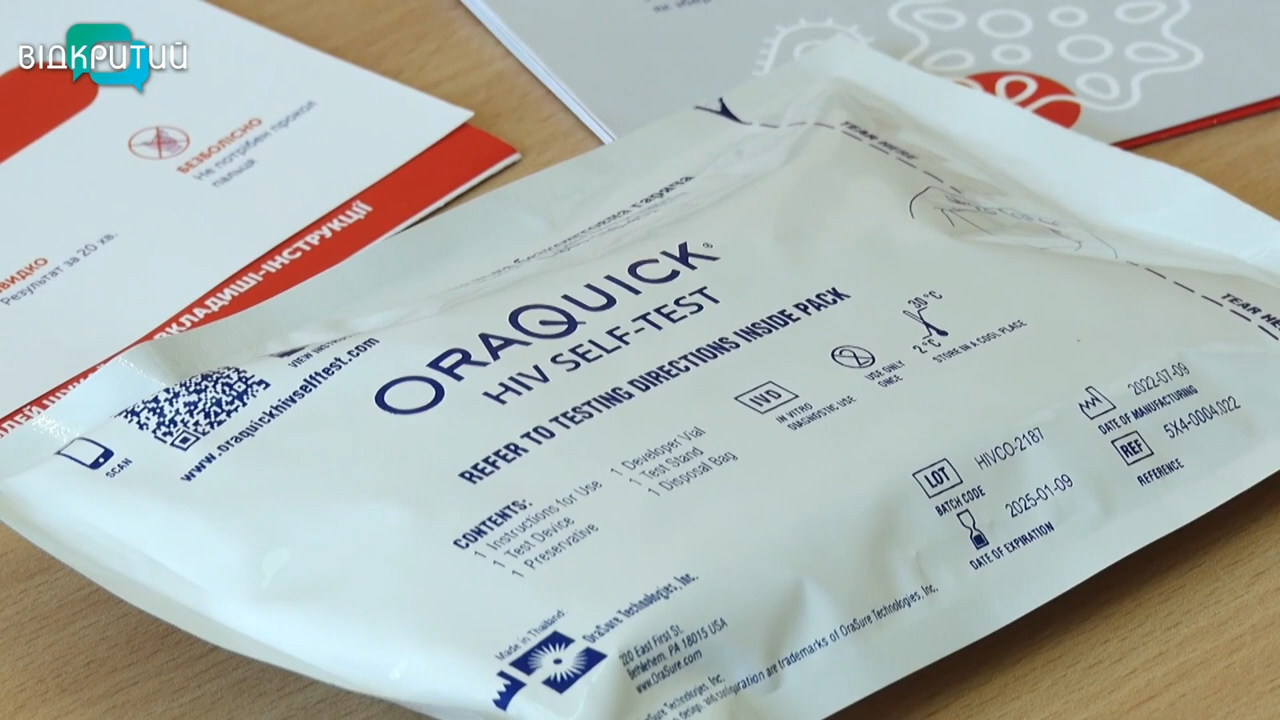 ВІДКРИТИЙ
БЕЗБОЛІСНО
Не потрібен прокол
пальця
Результат за 20 хв.
ВКЛАДИШІ-ІНСТРУКЦІЇ
TEAR HERE
ORAQUICK®
HIV SELF-TEST
REFER TO TESTING DIRECTIONS INSIDE PACK
SCAN
www.oraquickhivselftest.com
CONTENTS:
1 Instructions for Use
1 Test Device
1 Preservative
1 Developer Vial
1 Test Stand
1 Disposal Bag
IVD
IN VITRO
DIAGNOSTIC USE
USE ONLY
ONCE
30 °C
2 °C
STORE IN A COOL PLACE
2022-07-09
DATE OF MANUFACTURING
LOT
HIVCO-2187
BATCH CODE
REF
5X4-0004
REFERENCE
2025-01-09
DATE OF EXPIRATION
Made in Thailand
OraSure Technologies, Inc.
220 East First St.
Bethlehem, PA 18015 USA
www.OraSure.com
configuration are trademarks of OraSure Technologies, Inc.